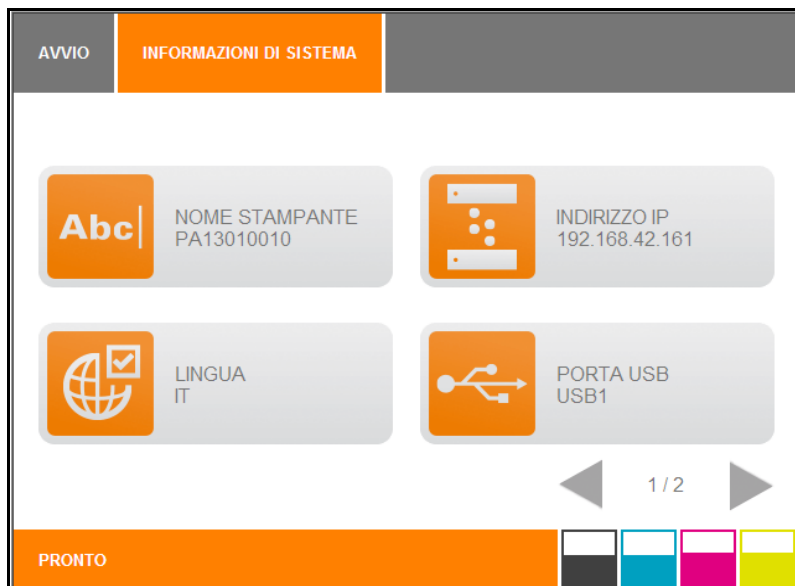 AVVIO
INFORMAZIONI DI SISTEMA
Abc
NOME STAMPANTE
PA13010010
INDIRIZZO IP
192.168.42.161
LINGUA
IT
PORTA USB
USB1
1 / 2
PRONTO